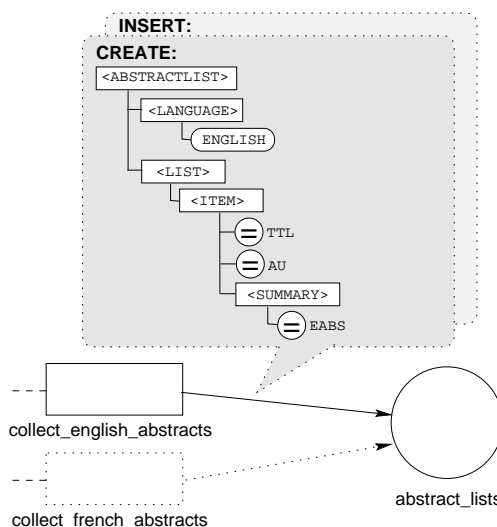 INSERT:
CREATE:
<ABSTRACTLIST>
<LANGUAGE>
ENGLISH
<LIST>
<ITEM>
= TTL
= AU
<SUMMARY>
= EABS
collect_english_abstracts
collect_french_abstracts
abstract_lists